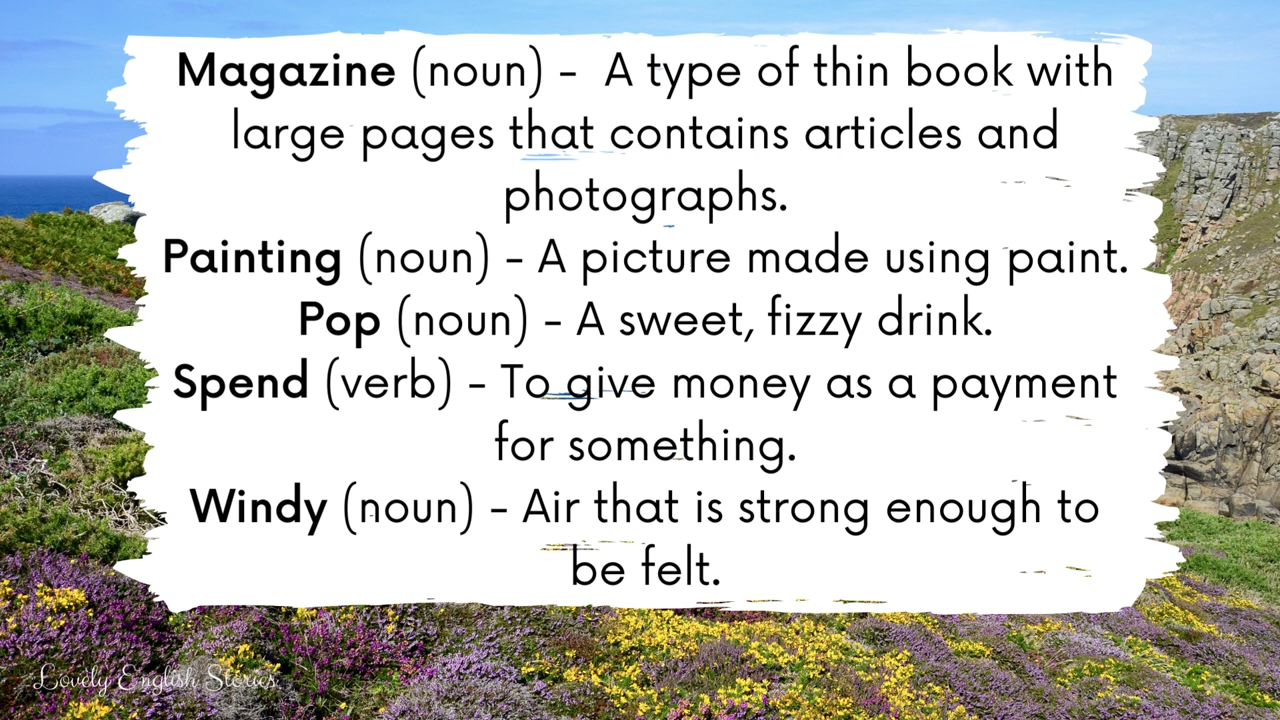 Magazine (noun) - A type of thin book with
large pages that contains articles and
photographs.
Painting (noun) - A picture made using paint.
Pop (noun) - A sweet, fizzy drink.
Spend (verb) - To give money as a payment
for something.
Windy (noun) - Air that is strong enough to
be felt.
Lovely English Stories